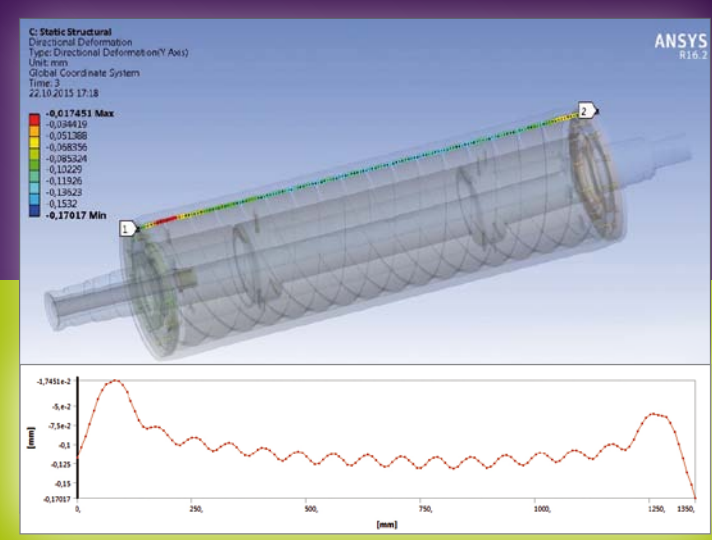 C: Static Structural
Directional Deformation
Type: Directional Deformation(Y Axis)
Unit: mm
Global Coordinate System
Time: 3
22.10.2015 17:18
ANSYS
R16.2
-0,017451 Max
-0,034419
-0,051388
-0,068356
-0,085324
-0,10229
-0,11926
-0,13623
-0,1532
-0,17017 Min
1
2
-1,7451e-2
-5,e-2
-7,5e-2
-0,1
-0,125
-0,15
-0,17017
[mm]
0, 250, 500, 750, 1000, 1250, 1350,
[mm]